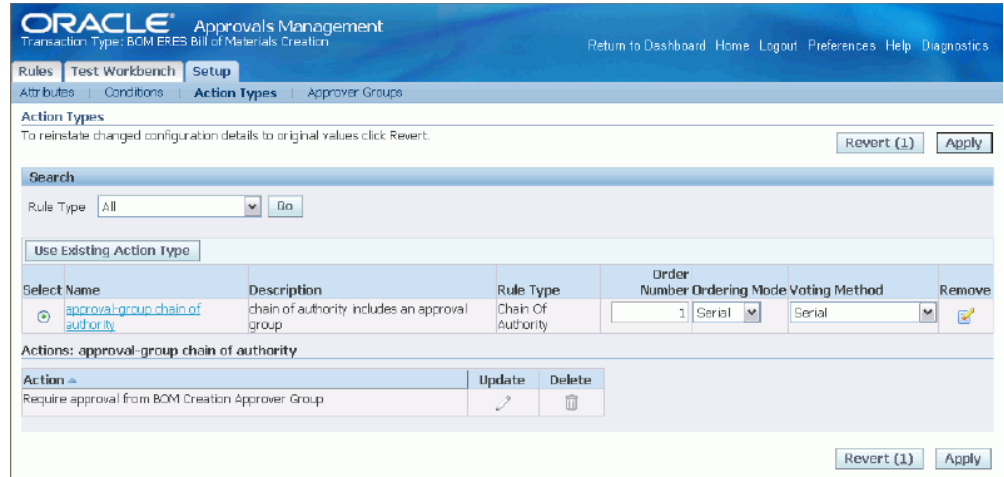 ORACLE® Approvals Management
Transaction Type: BOM ERES Bill of Materials Creation
Return to Dashboard Home Logout Preferences Help Diagnostics
Rules Test Workbench Setup
Attributes | Conditions | Action Types | Approver Groups
Action Types
To reinstate changed configuration details to original values click Revert.
Revert (1) Apply
Search
Rule Type All Go
Use Existing Action Type
Select Name Description Rule Type Order Number Ordering Mode Voting Method Remove
approval-group chain of authority chain of authority includes an approval group Chain Of Authority 1 Serial Serial
Actions: approval-group chain of authority
Action Update Delete
Require approval from BOM Creation Approver Group
Revert (1) Apply